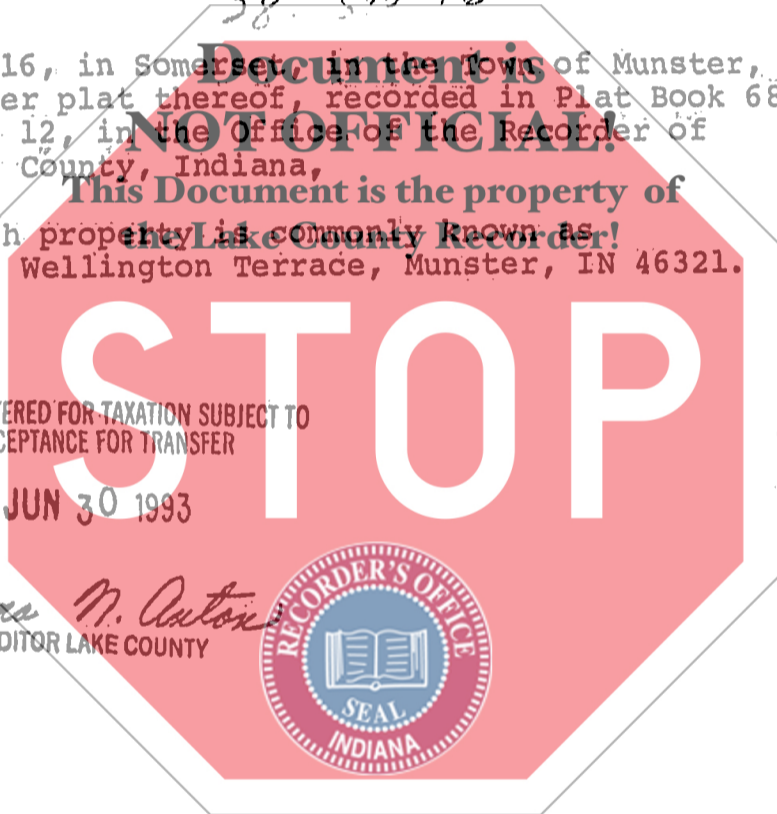 16, in Somerset, in the Town of Munster,
er plat thereof, recorded in Plat Book 68
12, in the Office of the Recorder of
County, Indiana,
h property is commonly known as
Wellington Terrace, Munster, IN 46321.
Document is
NOT OFFICIAL!
This Document is the property of
the Lake County Recorder!
STOP
ERED FOR TAXATION SUBJECT TO
CEPTANCE FOR TRANSFER
JUN 30 1993
N. Anton
DITOR LAKE COUNTY
RECORDER'S OFFICE
SEAL
INDIANA